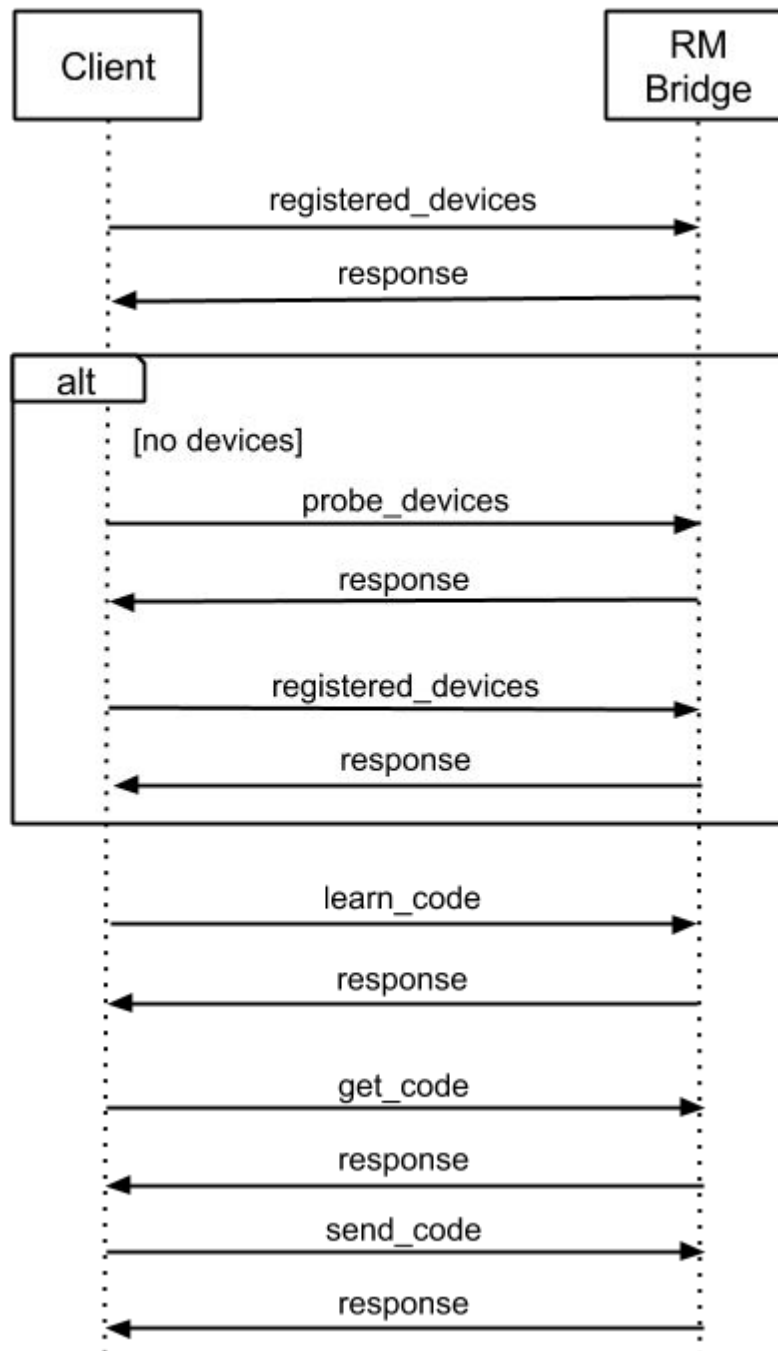 Client
RM
Bridge
registered_devices
response
alt
[no devices]
probe_devices
response
registered_devices
response
learn_code
response
get_code
response
send_code
response